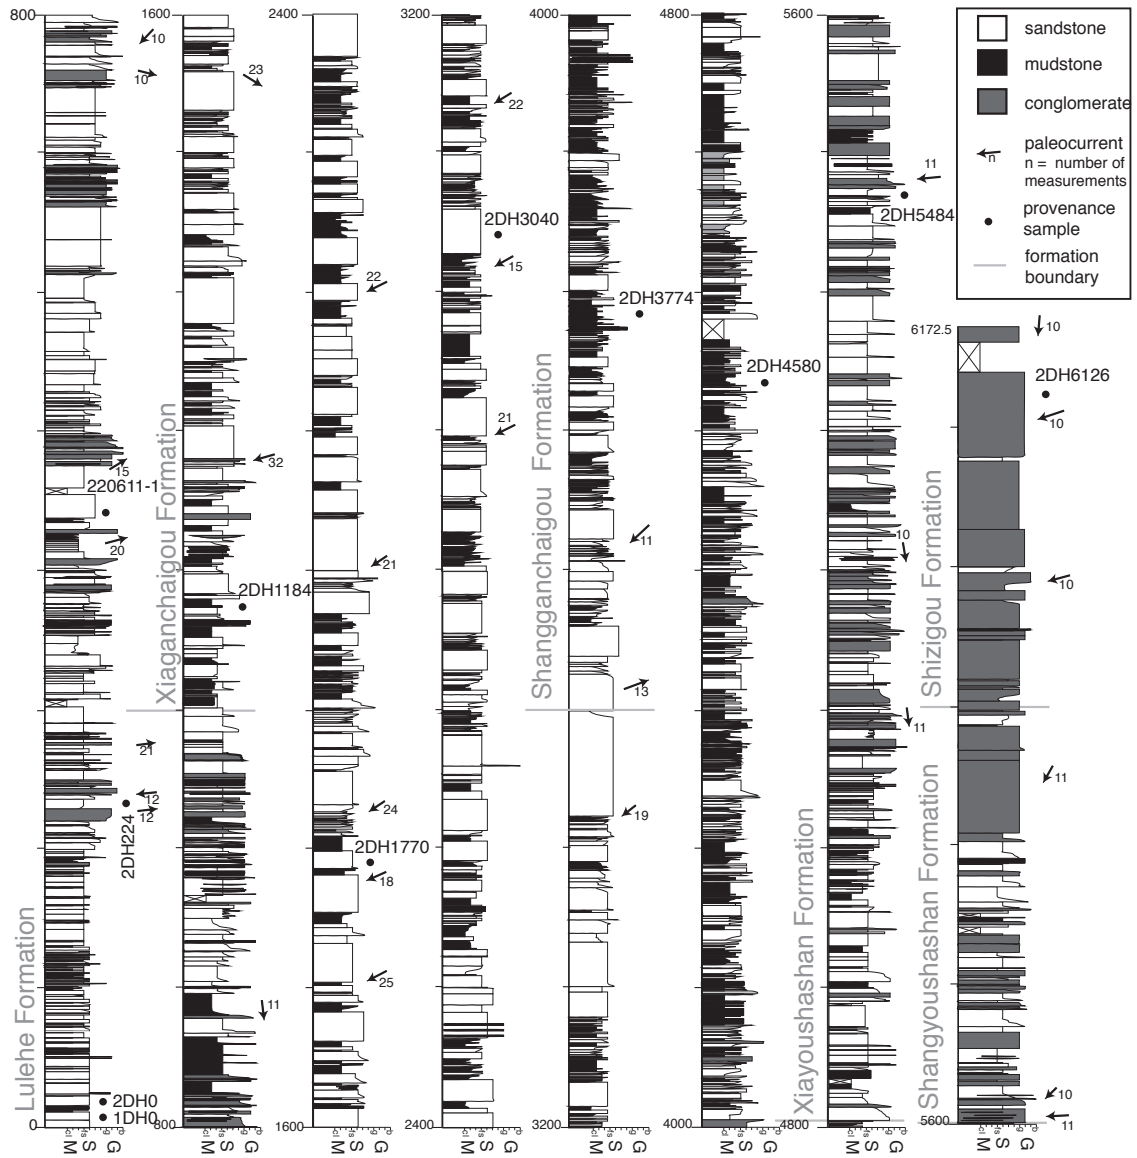 800
1600
2400
3200
4000
4800
5600
sandstone
mudstone
conglomerate
paleocurrent
n = number of
measurements
n
provenance
sample
formation
boundary
10
10
15
220611-1
20
21
12
12
2DH224
Lulehe Formation
2DH0
1DH0
0
23
32
Xiaganchaigou Formation
2DH1184
11
800
22
21
24
2DH1770
18
25
1600
22
2DH3040
15
21
2400
2DH3774
11
Shangganchaigou Formation
13
19
3200
2DH4580
4000
11
2DH5484
10
11
Xiayoushashan Formation
4800
6172.5
10
2DH6126
10
10
Shizigou Formation
11
Shangyoushashan Formation
10
11
5600
M S G
M S G
M S G
M S G
M S G
M S G
M S G
M S G